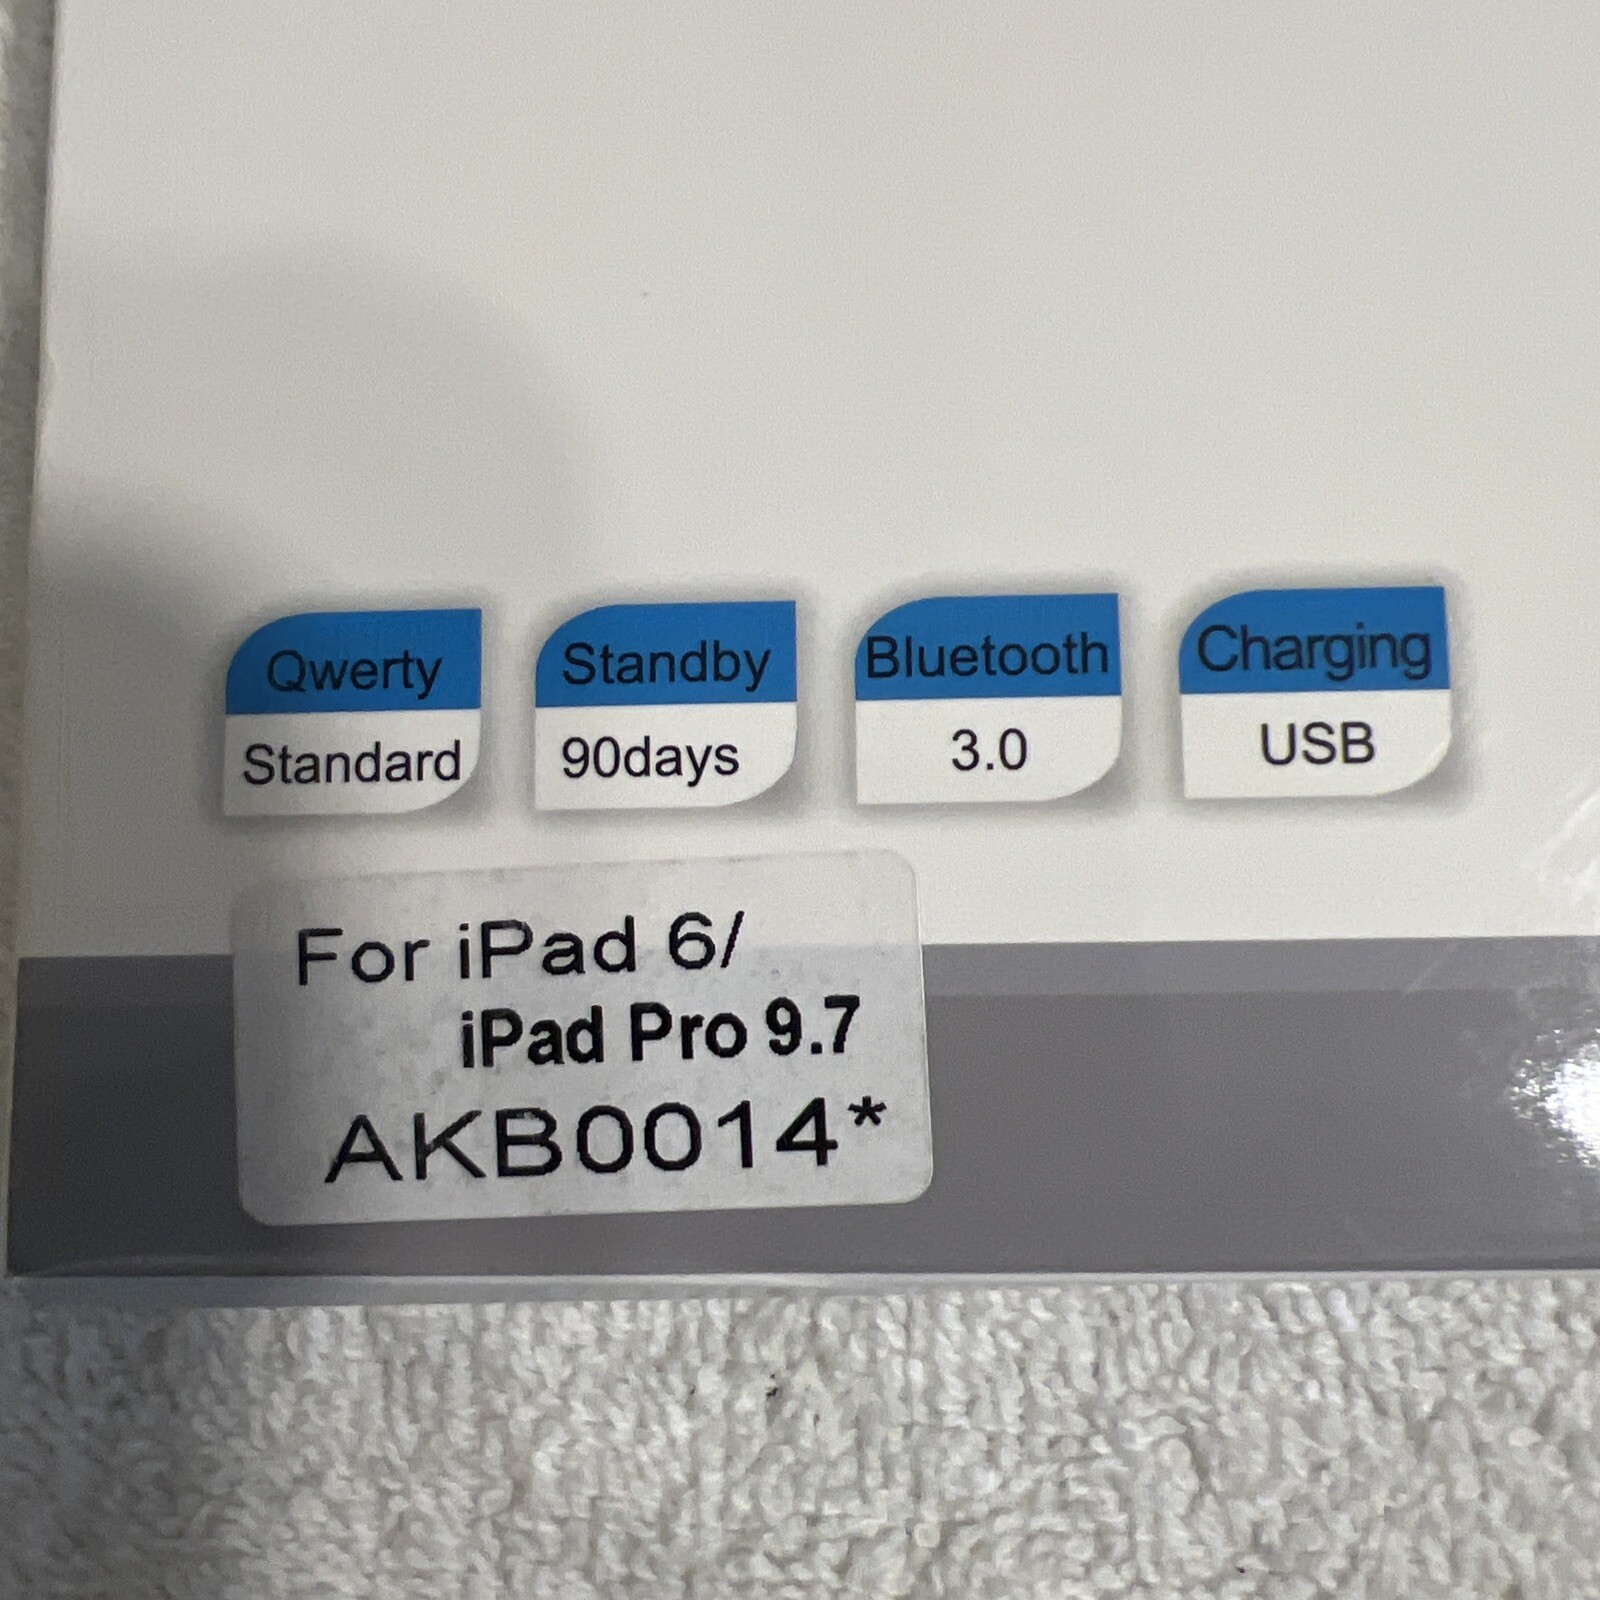 Qwerty Standby Bluetooth Charging
Standard 90days 3.0 USB
For iPad 6/
iPad Pro 9.7
AKB0014*